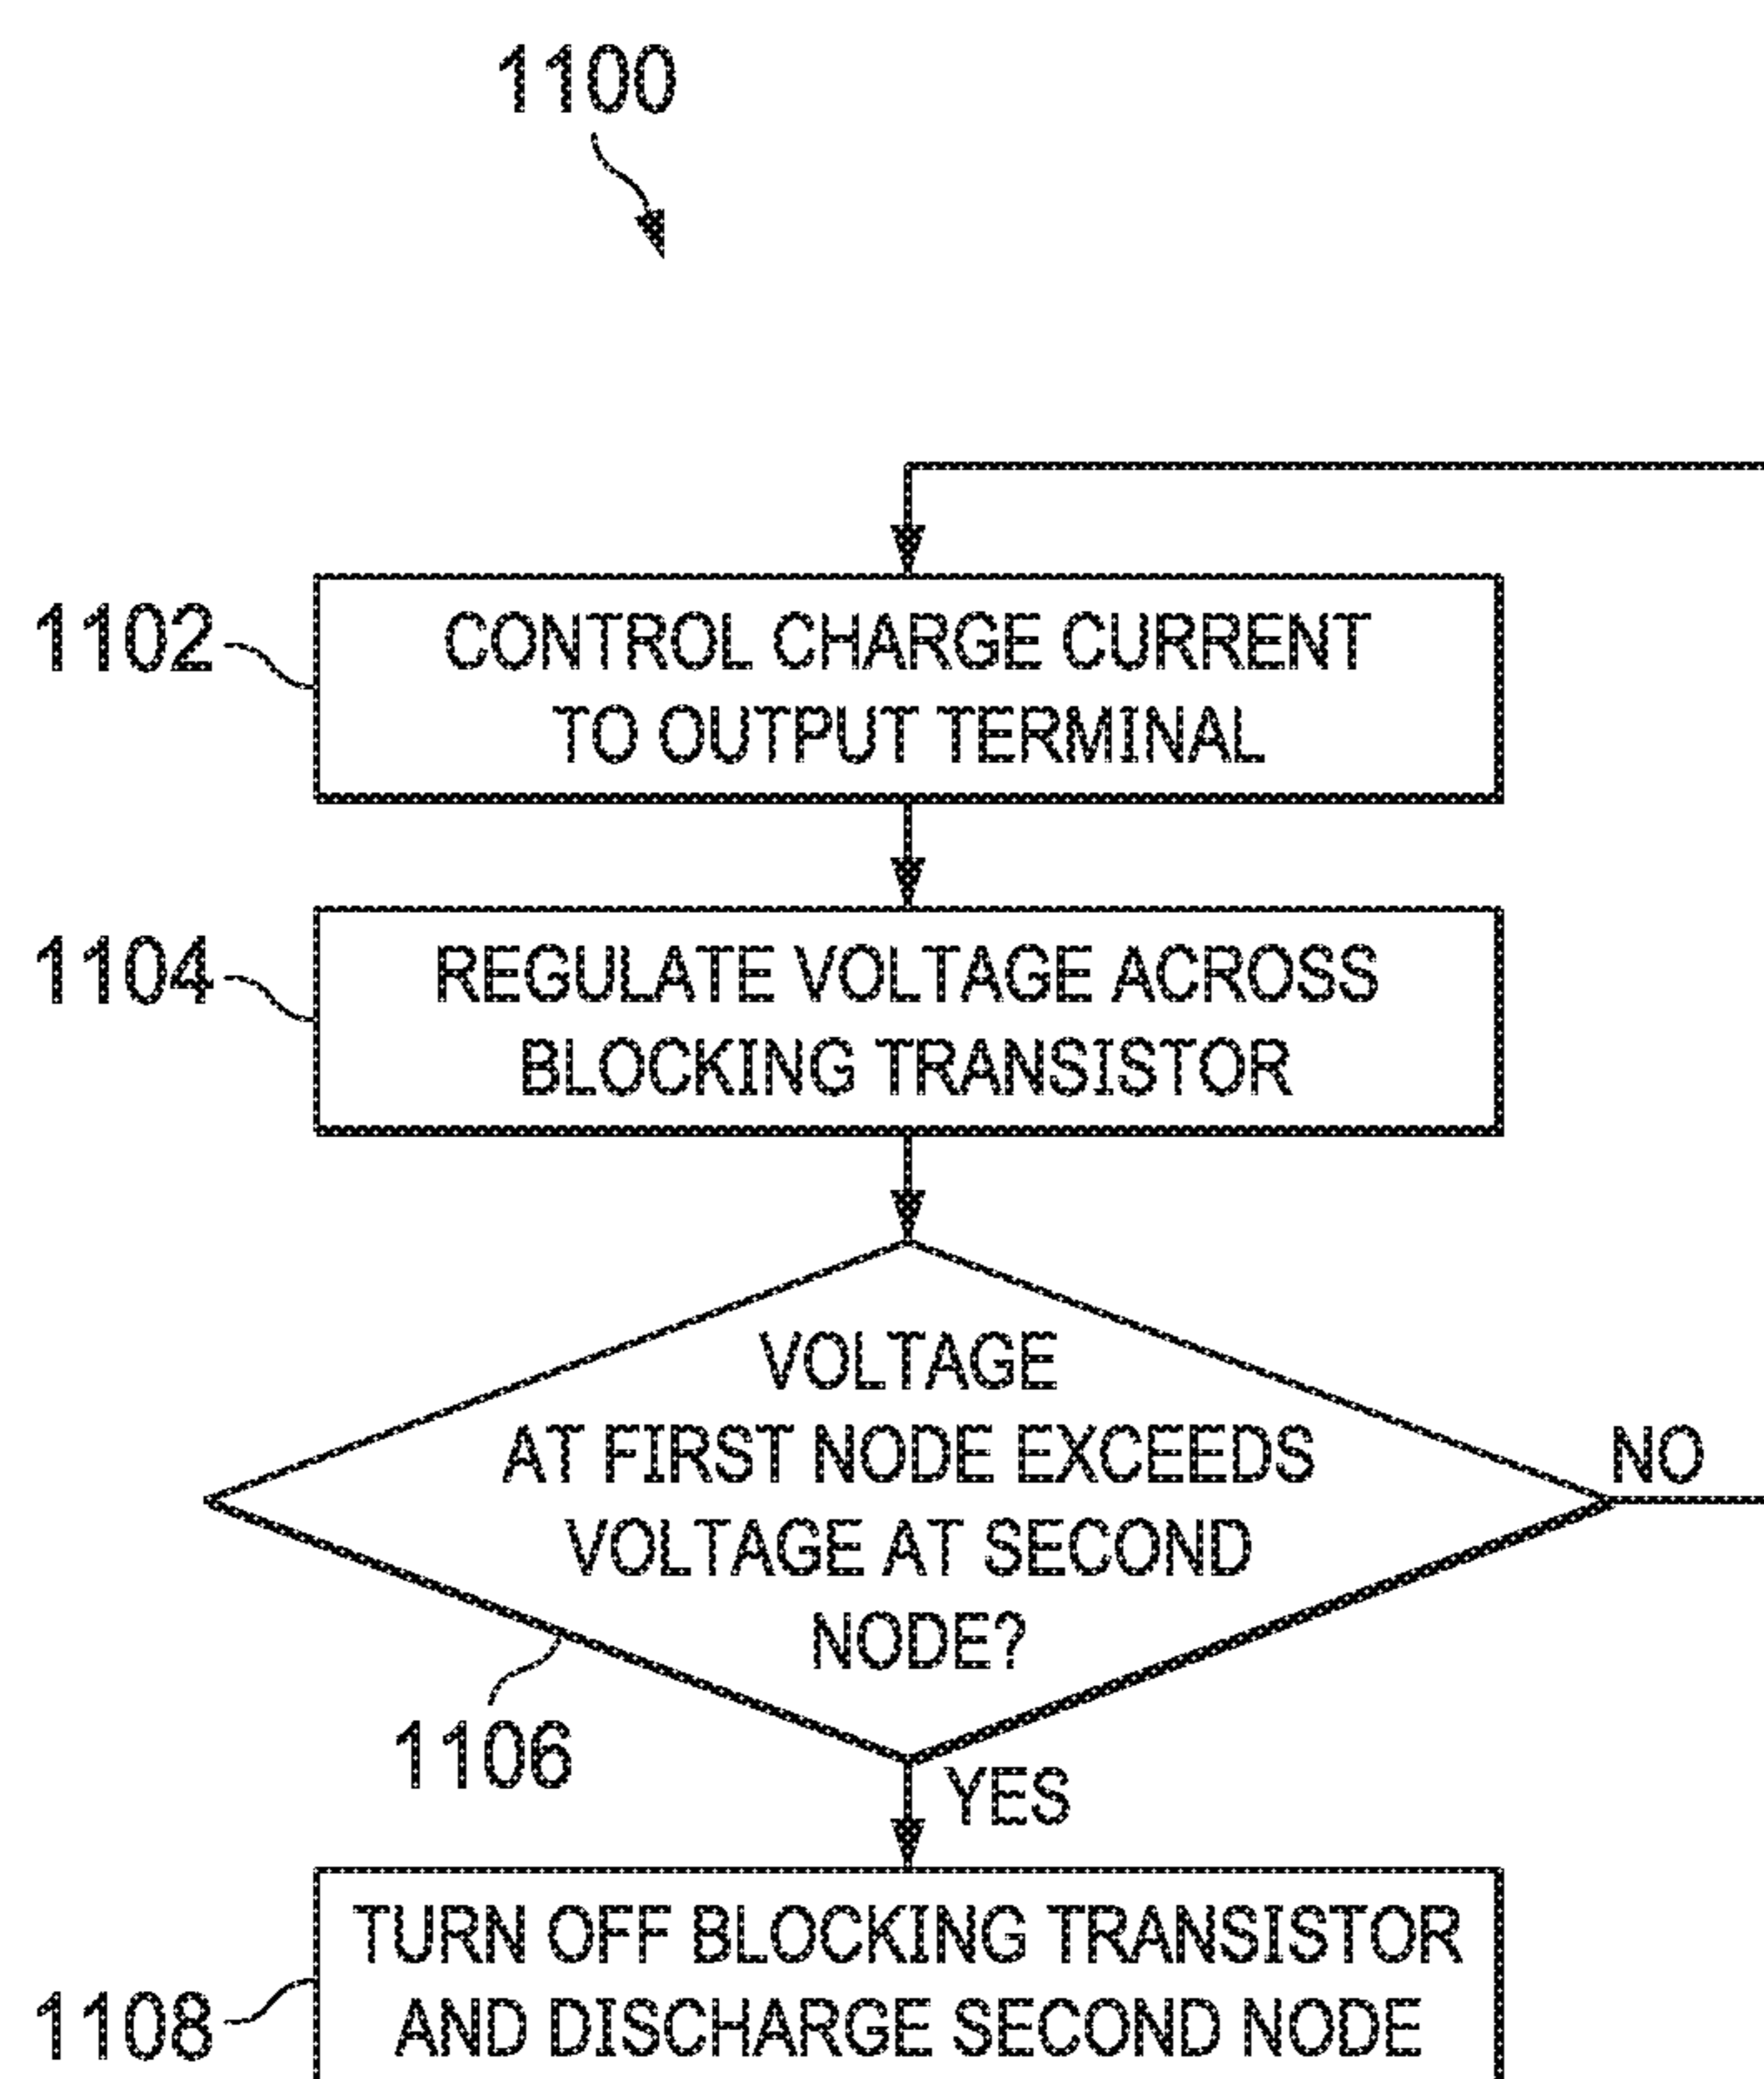 1100
1102
CONTROL CHARGE CURRENT
TO OUTPUT TERMINAL
1104
REGULATE VOLTAGE ACROSS
BLOCKING TRANSISTOR
VOLTAGE
AT FIRST NODE EXCEEDS
VOLTAGE AT SECOND
NODE?
NO
1106
YES
1108
TURN OFF BLOCKING TRANSISTOR
AND DISCHARGE SECOND NODE